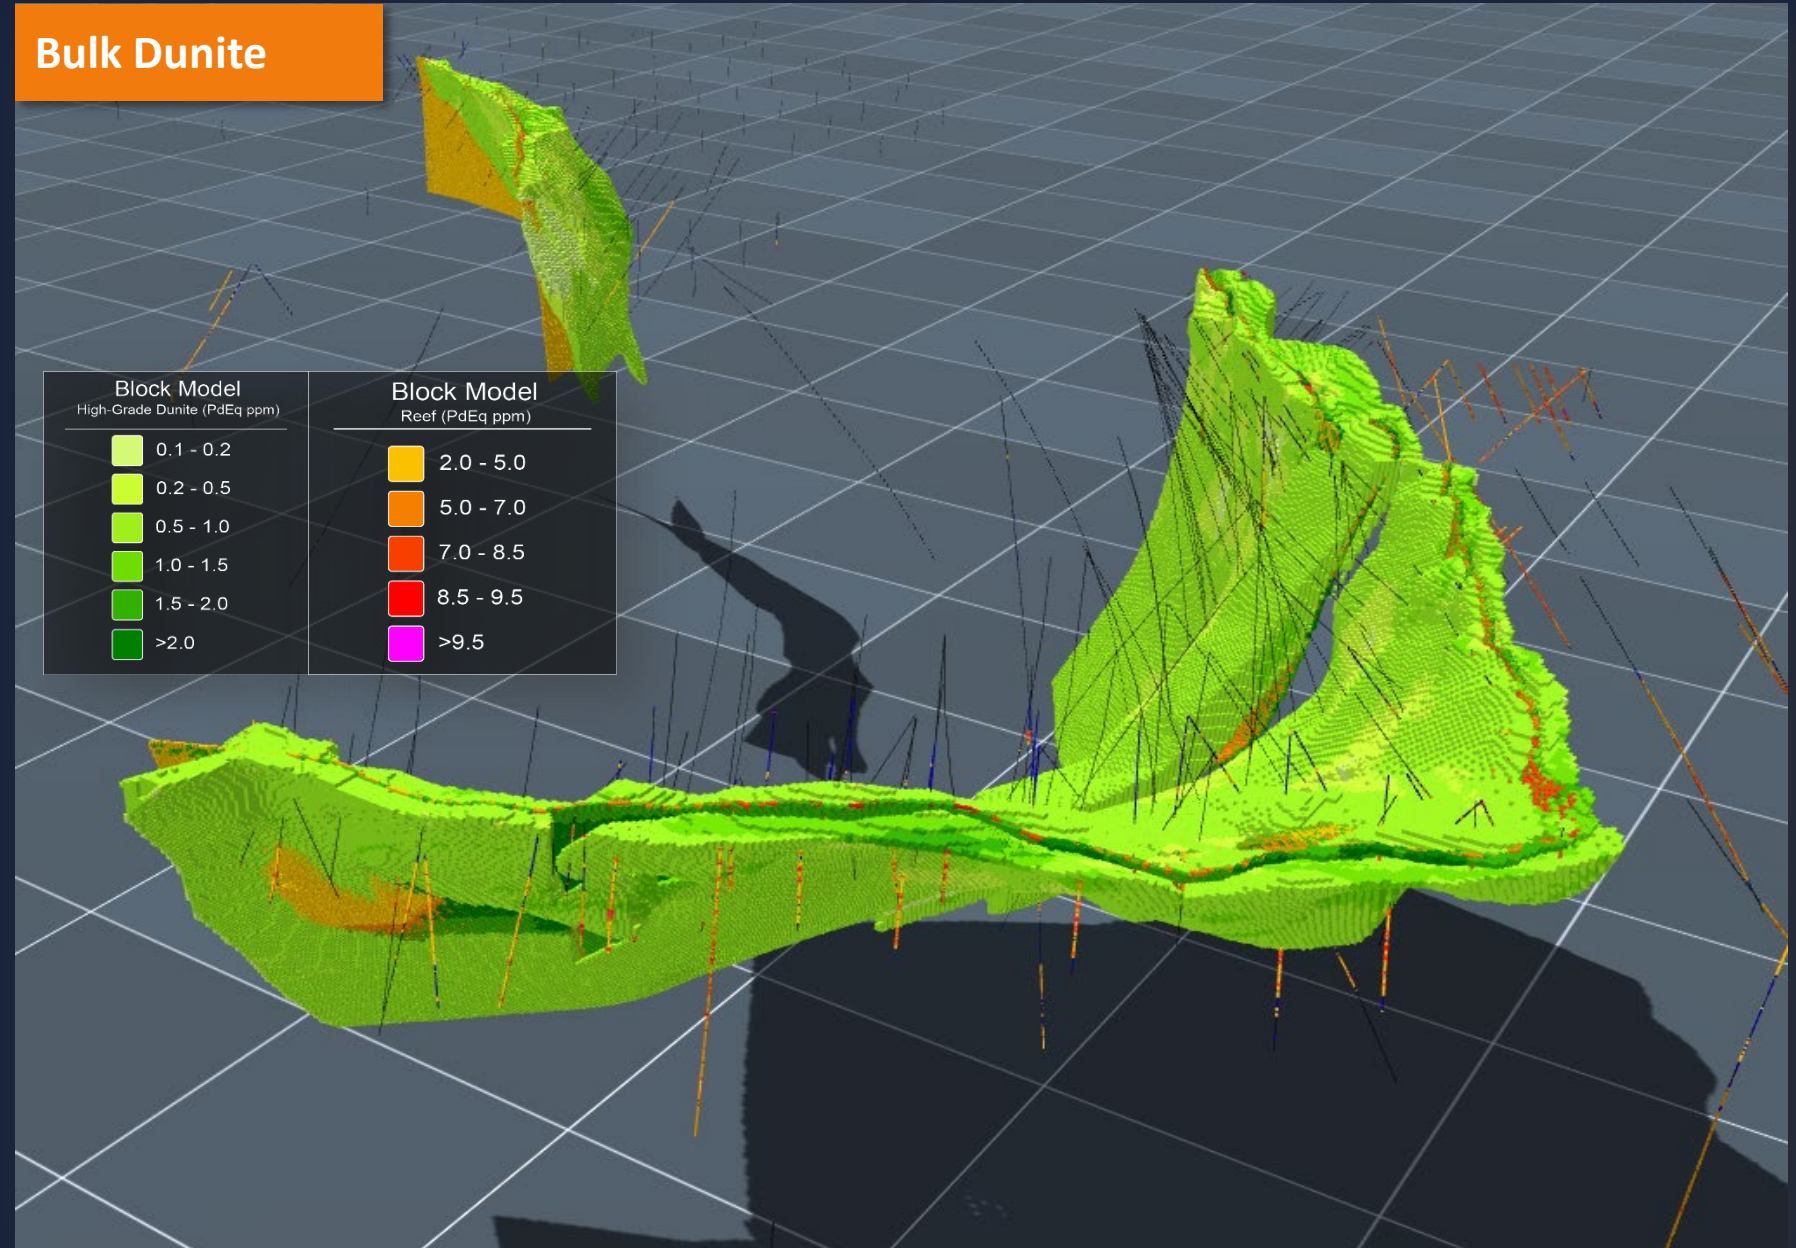 Bulk Dunite
Block Model
High-Grade Dunite (PdEq ppm)
0.1 - 0.2
0.2 - 0.5
0.5 - 1.0
1.0 - 1.5
1.5 - 2.0
>2.0
Block Model
Reef (PdEq ppm)
2.0 - 5.0
5.0 - 7.0
7.0 - 8.5
8.5 - 9.5
>9.5